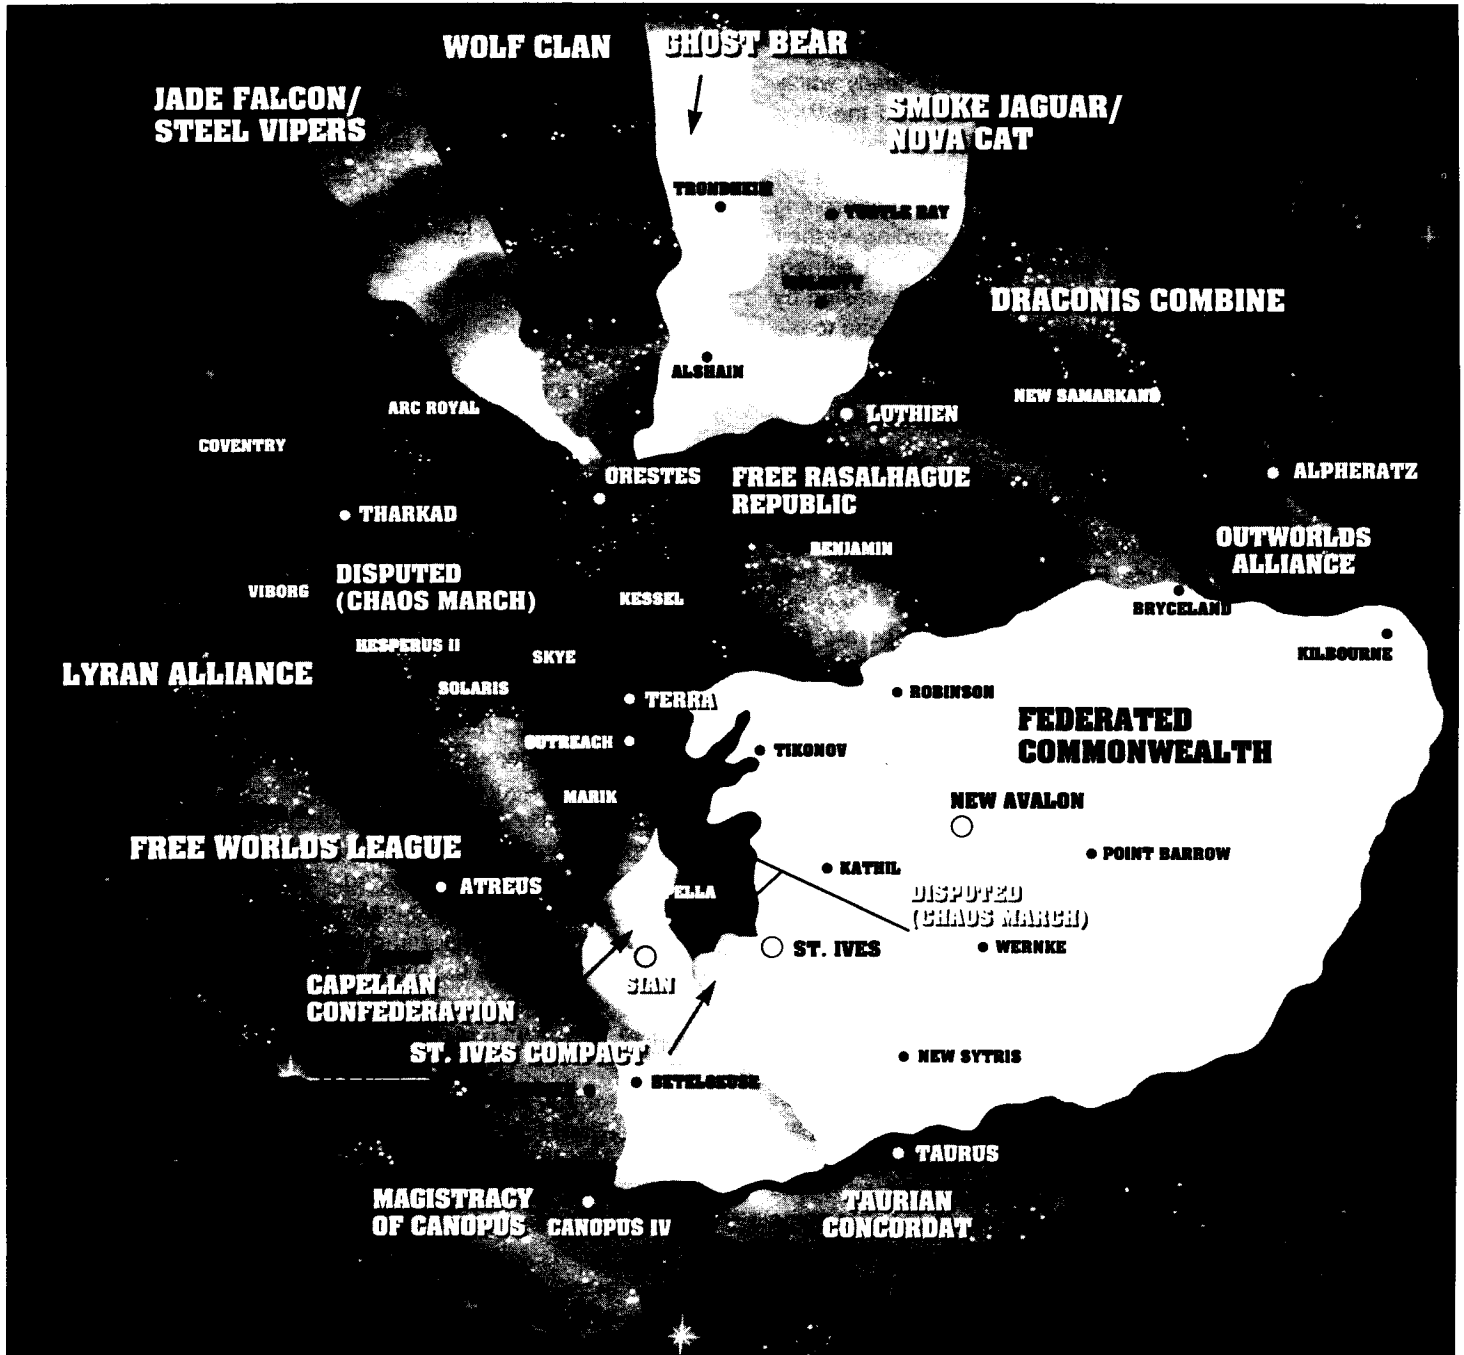 WOLF CLAN
GHOST BEAR
JADE FALCON/
STEEL VIPERS
SMOKE JAGUAR/
NOVA CAT
TRONDHEIM
TURTLE BAY
DRACONIS COMBINE
ALSHAIN
NEW SAMARKAND
ARC ROYAL
LUTHIEN
COVENTRY
ORESTES
FREE RASALHAGUE
REPUBLIC
ALPHERATZ
THARKAD
OUTWORLDS
ALLIANCE
BENJAMIN
DISPUTED
(CHAOS MARCH)
VIBORG
KESSEL
BRYCELAND
HESPERUS II
SKYE
KILBOURNE
LYRAN ALLIANCE
SOLARIS
TERRA
ROBINSON
FEDERATED
COMMONWEALTH
OUTREACH
TIKONOV
MARIK
NEW AVALON
FREE WORLDS LEAGUE
POINT BARROW
KATHIL
ATREUS
PELLA
DISPUTED
(CHAOS MARCH)
ST. IVES
WERNKE
CAPELLAN
CONFEDERATION
SIAN
ST. IVES COMPACT
NEW SYTRIS
BETELGEUSE
TAURUS
MAGISTRACY
OF CANOPUS
CANOPUS IV
TAURIAN
CONCORDAT